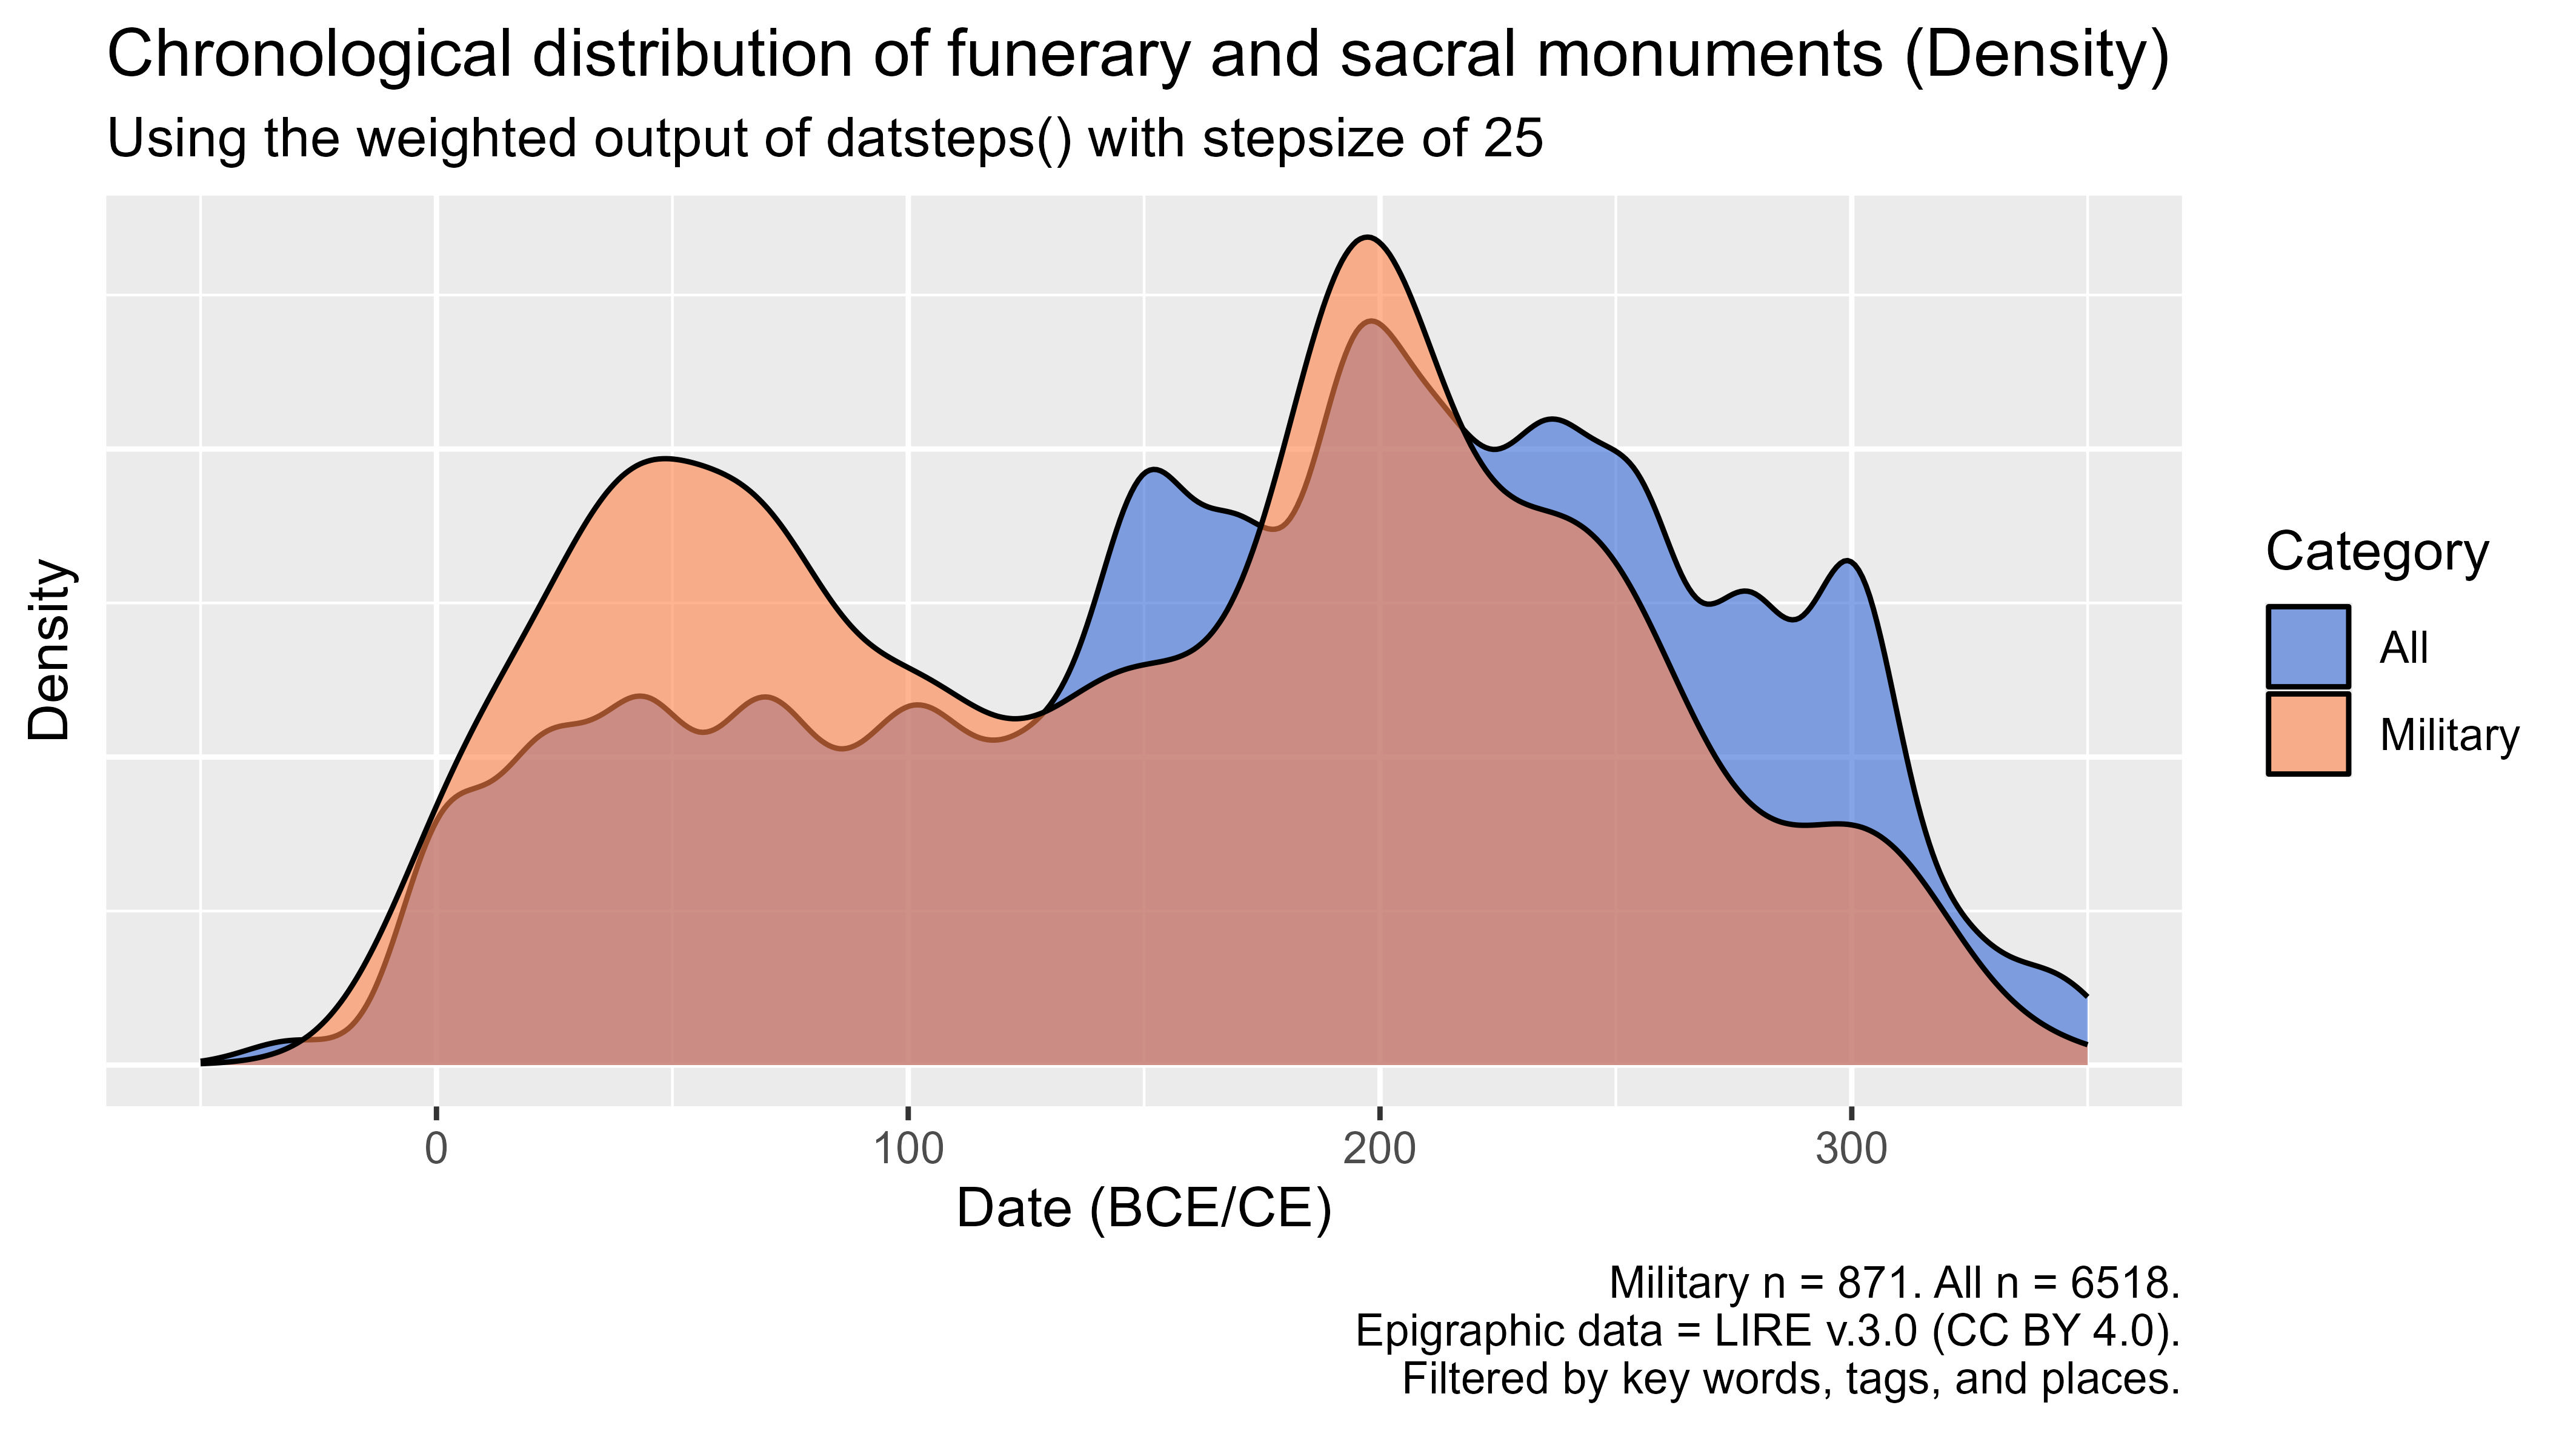 Chronological distribution of funerary and sacral monuments (Density)
Using the weighted output of datsteps() with stepsize of 25
Density
0
100
200
300
Date (BCE/CE)
Category
All
Military
Military n = 871. All n = 6518.
Epigraphic data = LIRE v.3.0 (CC BY 4.0).
Filtered by key words, tags, and places.